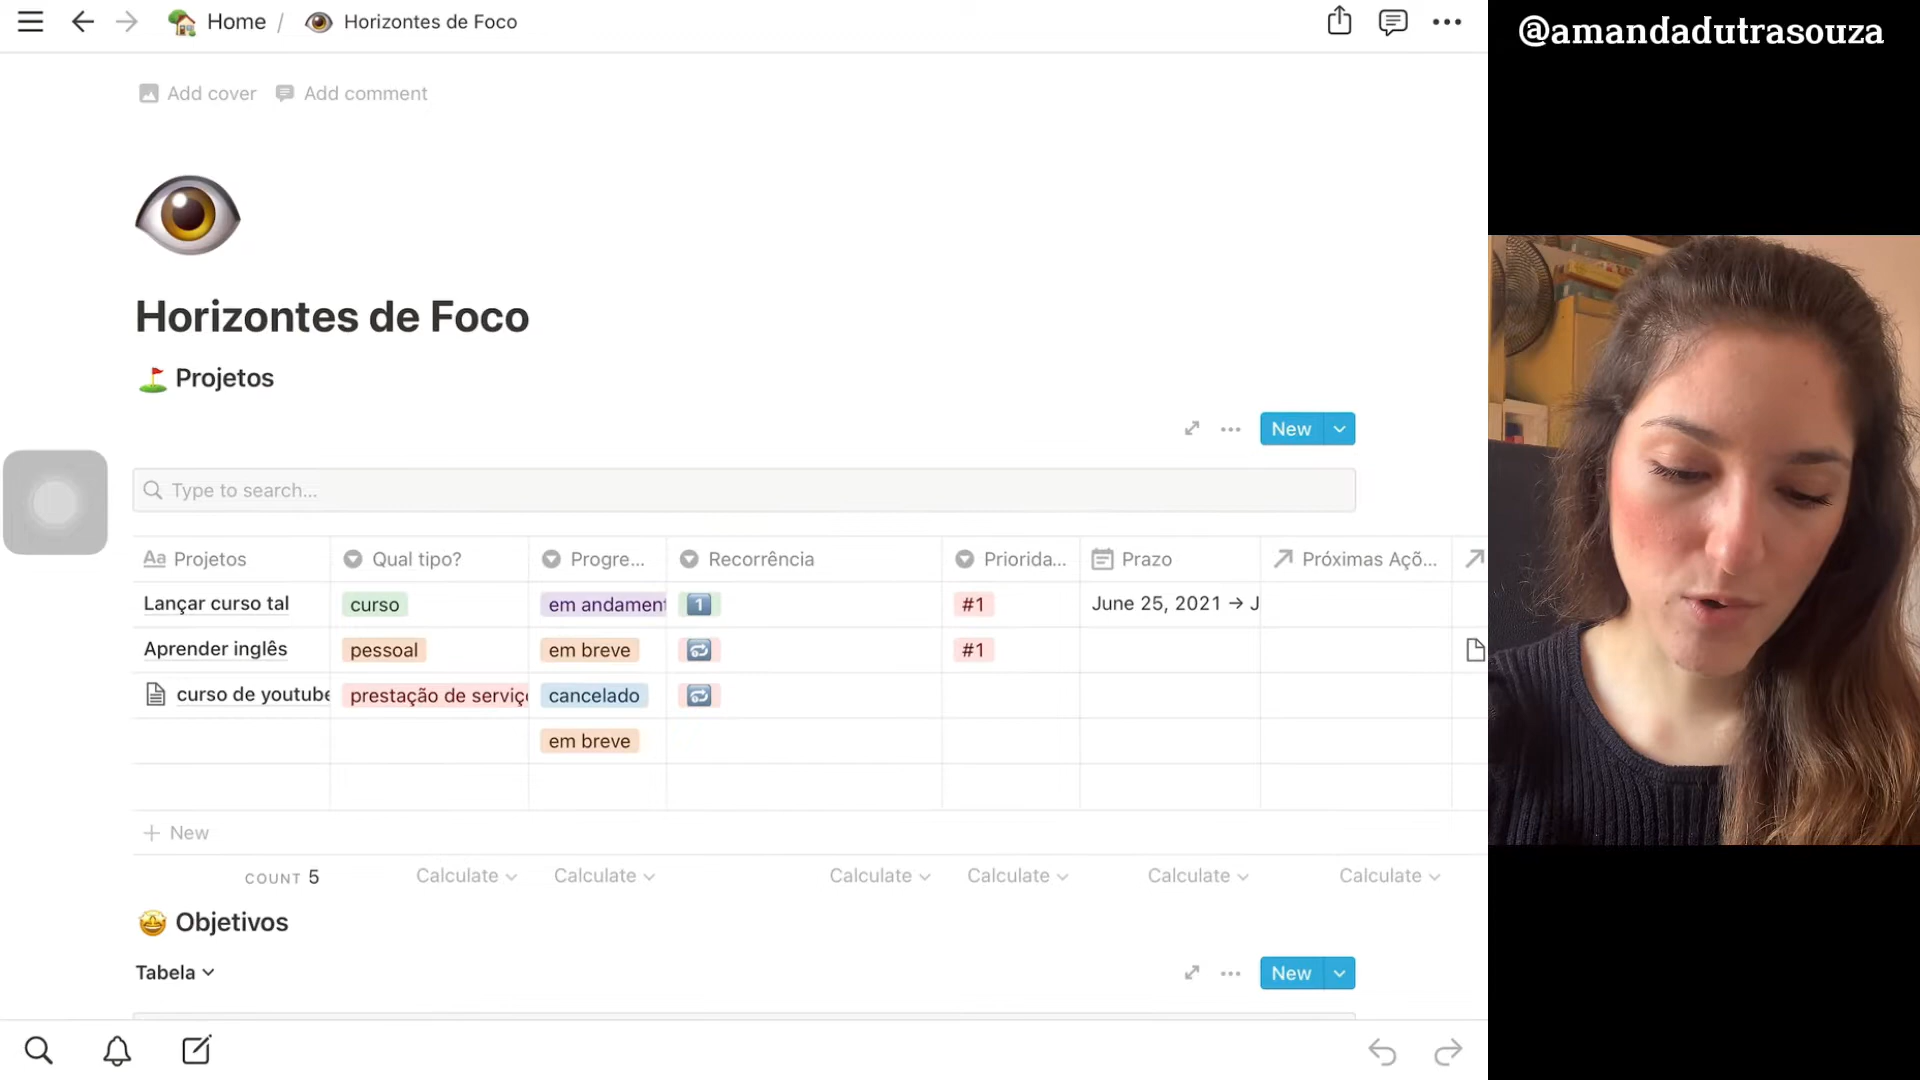 Home / Horizontes de Foco
@amandadutrasouza
Add cover Add comment
Horizontes de Foco
Projetos
New
Type to search...
Aa Projetos Qual tipo? Progre... Recorrência Priorida... Prazo Próximas Açõ...
Lançar curso tal curso em andament 1 #1 June 25, 2021 → J
Aprender inglês pessoal em breve #1
curso de youtube prestação de serviç cancelado
em breve
+ New
COUNT 5 Calculate Calculate Calculate Calculate Calculate Calculate
Objetivos
Tabela New